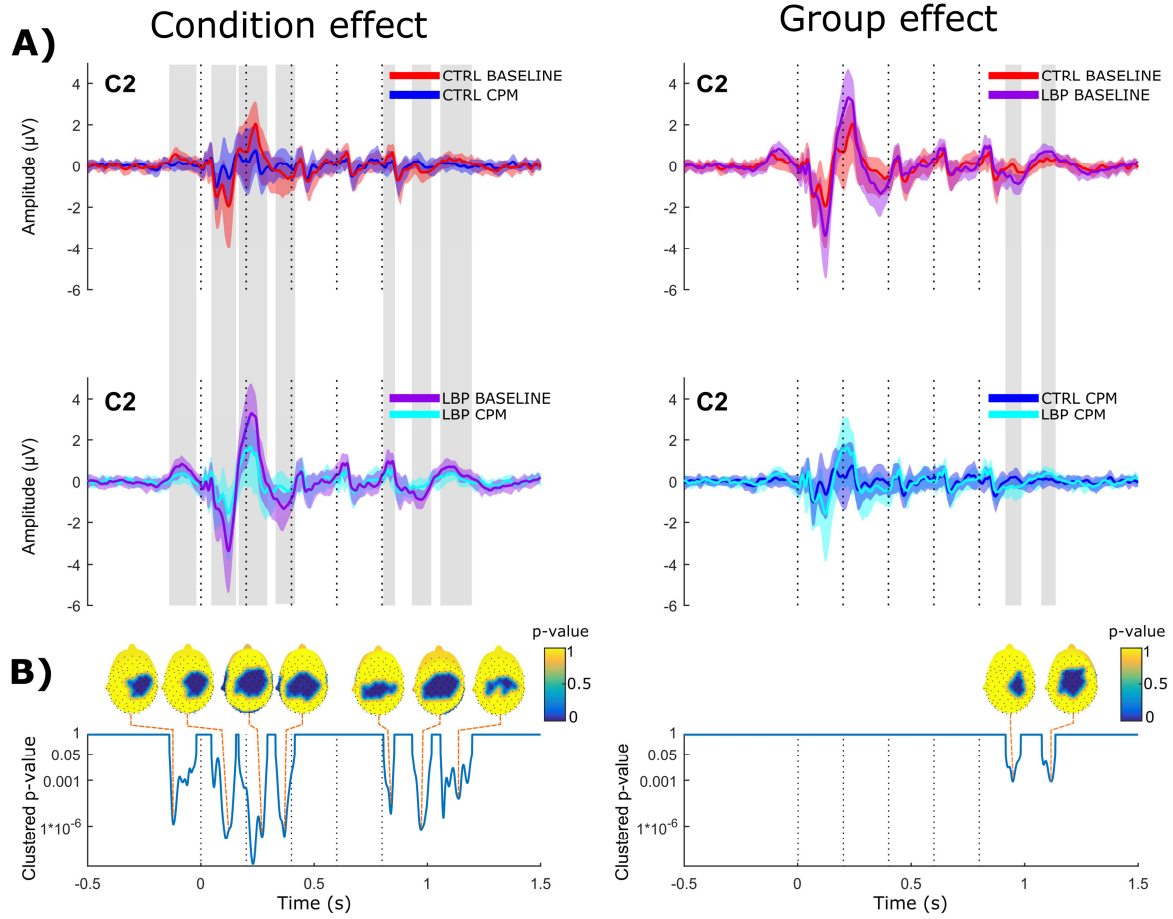 Condition effect
Group effect
A)
C2
CTRL BASELINE
CTRL CPM
Amplitude (µV)
4
2
0
-2
-4
-6
C2
CTRL BASELINE
LBP BASELINE
Amplitude (µV)
4
2
0
-2
-4
-6
C2
LBP BASELINE
LBP CPM
Amplitude (µV)
4
2
0
-2
-4
-6
C2
CTRL CPM
LBP CPM
Amplitude (µV)
4
2
0
-2
-4
-6
B)
p-value
1
0.5
0
p-value
1
0.5
0
Clustered p-value
1
0.05
0.001
1*10-6
-0.5 0 0.5 1 1.5
Time (s)
Clustered p-value
1
0.05
0.001
1*10-6
-0.5 0 0.5 1 1.5
Time (s)